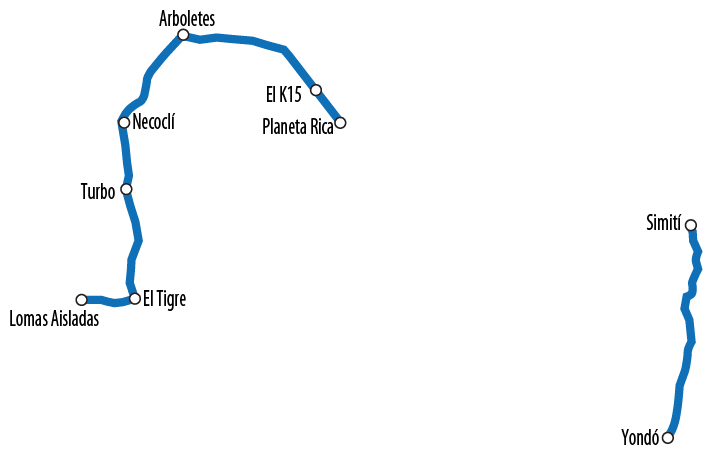 Arboletes
El K15
Necoclí
Planeta Rica
Turbo
Simití
El Tigre
Lomas Aisladas
Yondó